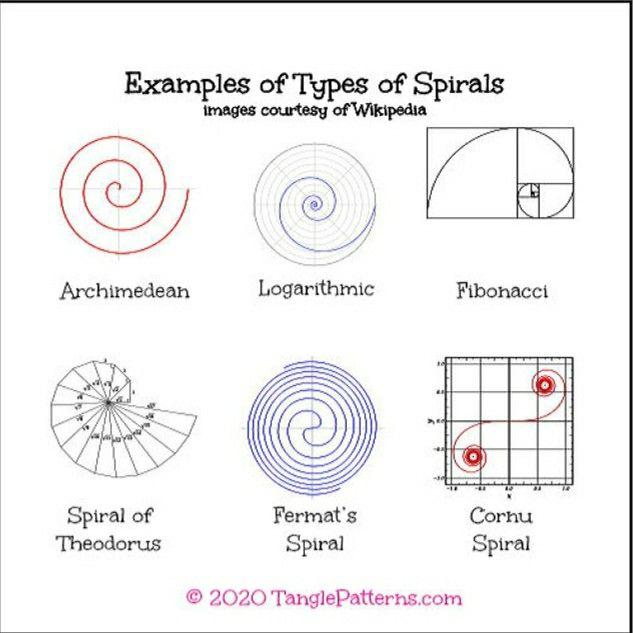 Examples of Types of Spirals
images courtesy of Wikipedia
Archimedean
Logarithmic
Fibonacci
Spiral of
Theodorus
Fermat's
Spiral
Cornu
Spiral
© 2020 TanglePatterns.com